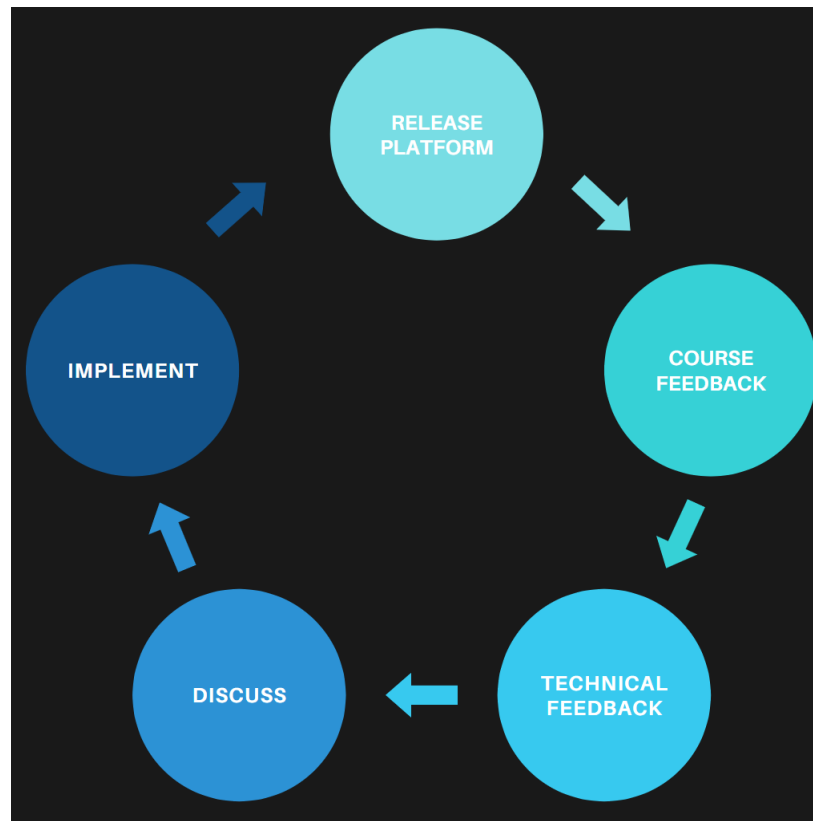 RELEASE
PLATFORM
COURSE
FEEDBACK
TECHNICAL
FEEDBACK
DISCUSS
IMPLEMENT